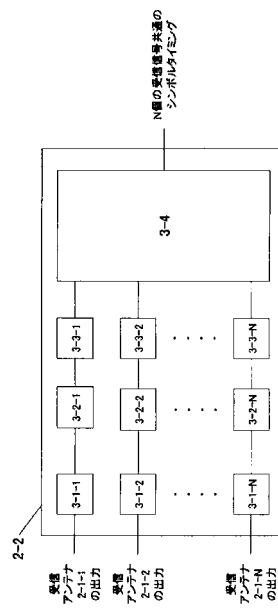 2-2
受信
アンテナ
2-1-1
の出力
3-1-1
3-2-1
3-3-1
受信
アンテナ
2-1-2
の出力
3-1-2
3-2-2
3-3-2
受信
アンテナ
2-1-N
の出力
3-1-N
3-2-N
3-3-N
3-4
N個の受信信号共通の
シンボルタイミング